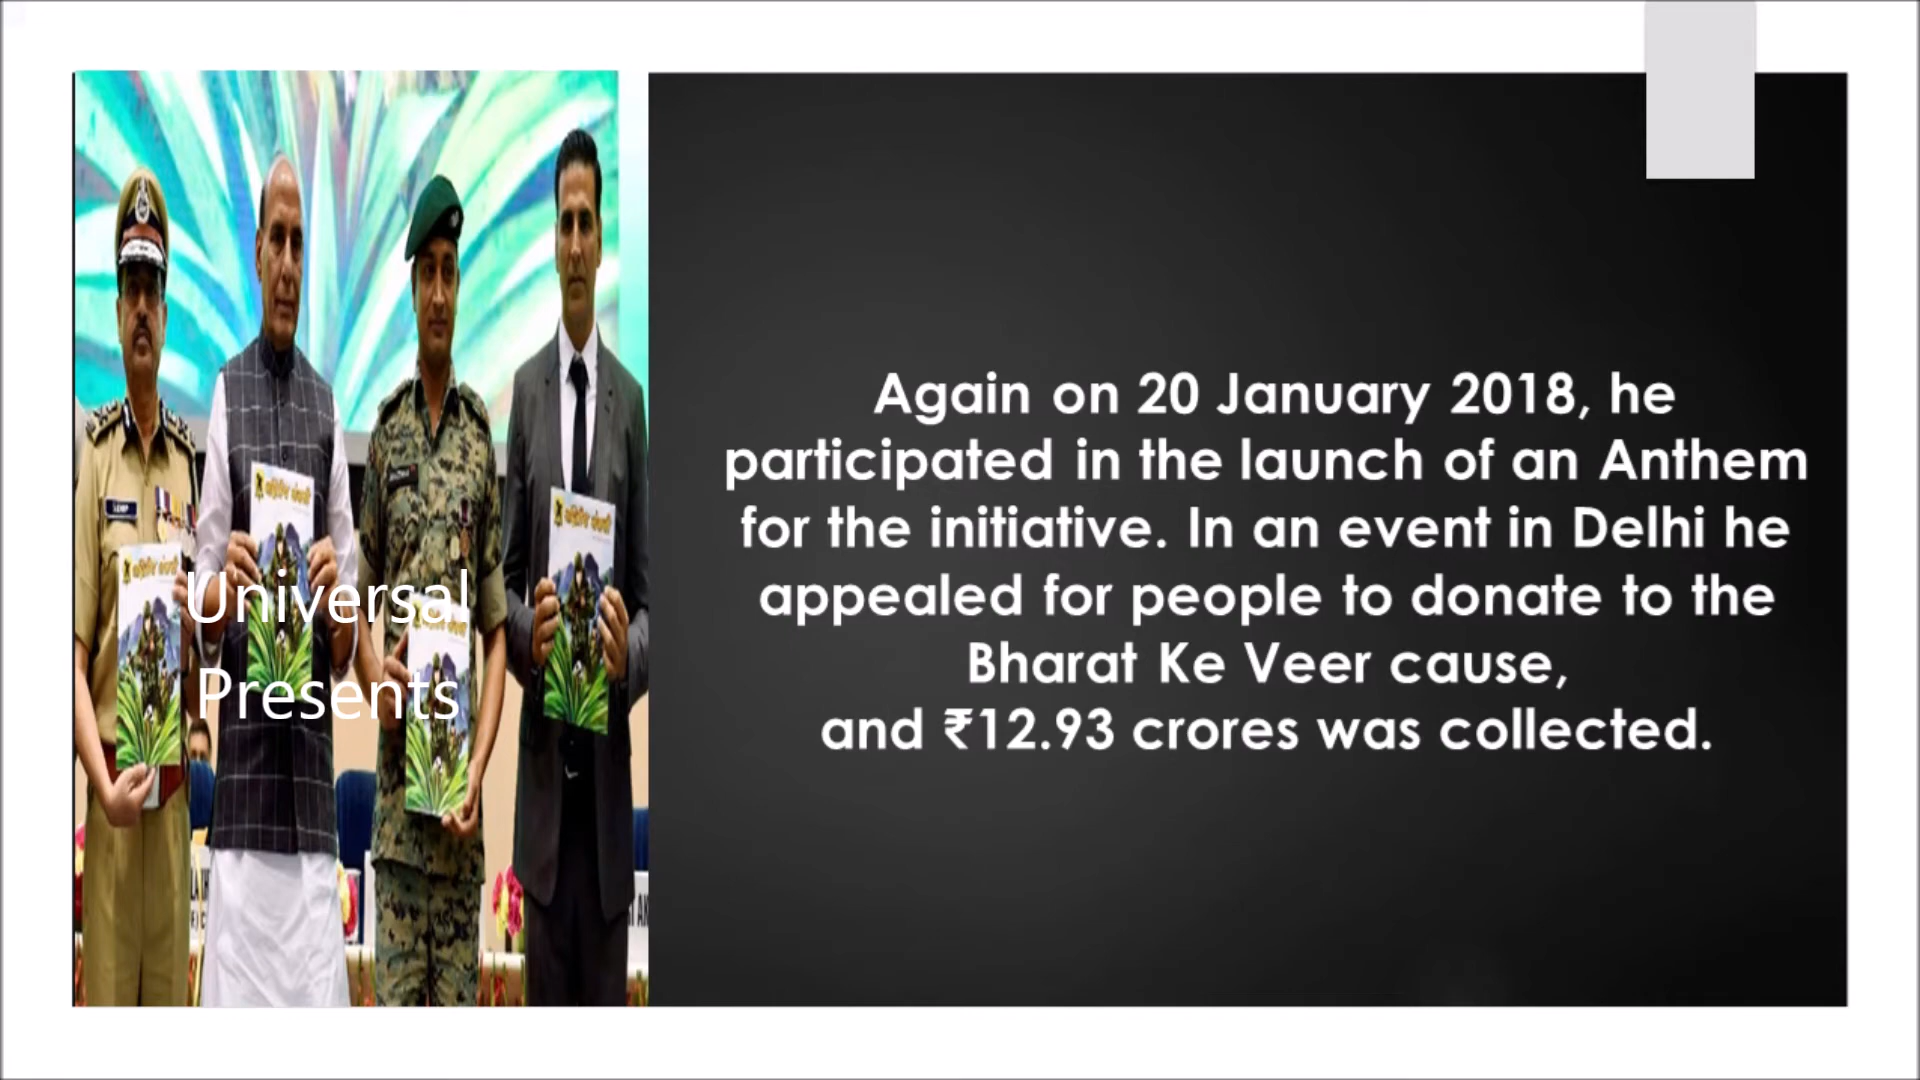 Universal
Presents
Again on 20 January 2018, he
participated in the launch of an Anthem
for the initiative. In an event in Delhi he
appealed for people to donate to the
Bharat Ke Veer cause,
and ₹12.93 crores was collected.